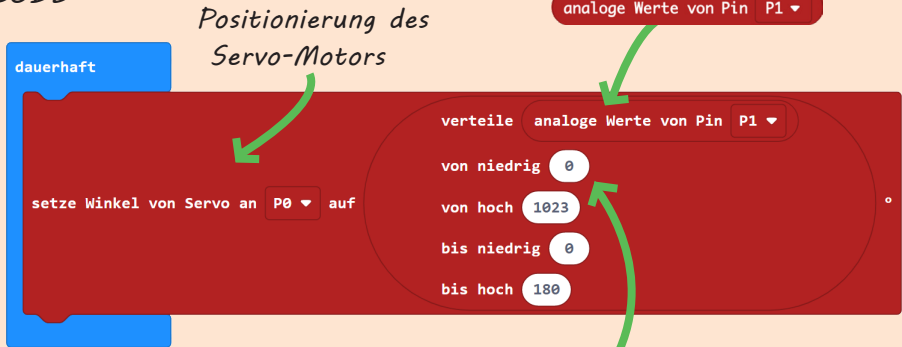 Positionierung des
Servo-Motors
analoge Werte von Pin P1
dauerhaft
setze Winkel von Servo an P0 auf
verteile analoge Werte von Pin P1
von niedrig 0
von hoch 1023
bis niedrig 0
bis hoch 180
°